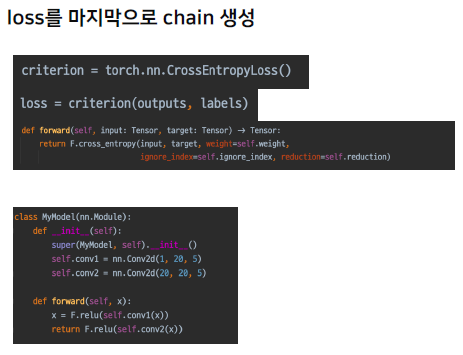 loss를 마지막으로 chain 생성
criterion = torch.nn.CrossEntropyLoss()
loss = criterion(outputs, labels)
def forward(self, input: Tensor, target: Tensor) → Tensor:
    return F.cross_entropy(input, target, weight=self.weight,
                           ignore_index=self.ignore_index, reduction=self.reduction)
class MyModel(nn.Module):
    def __init__(self):
        super(MyModel, self).__init__()
        self.conv1 = nn.Conv2d(1, 20, 5)
        self.conv2 = nn.Conv2d(20, 20, 5)
    def forward(self, x):
        x = F.relu(self.conv1(x))
        return F.relu(self.conv2(x))